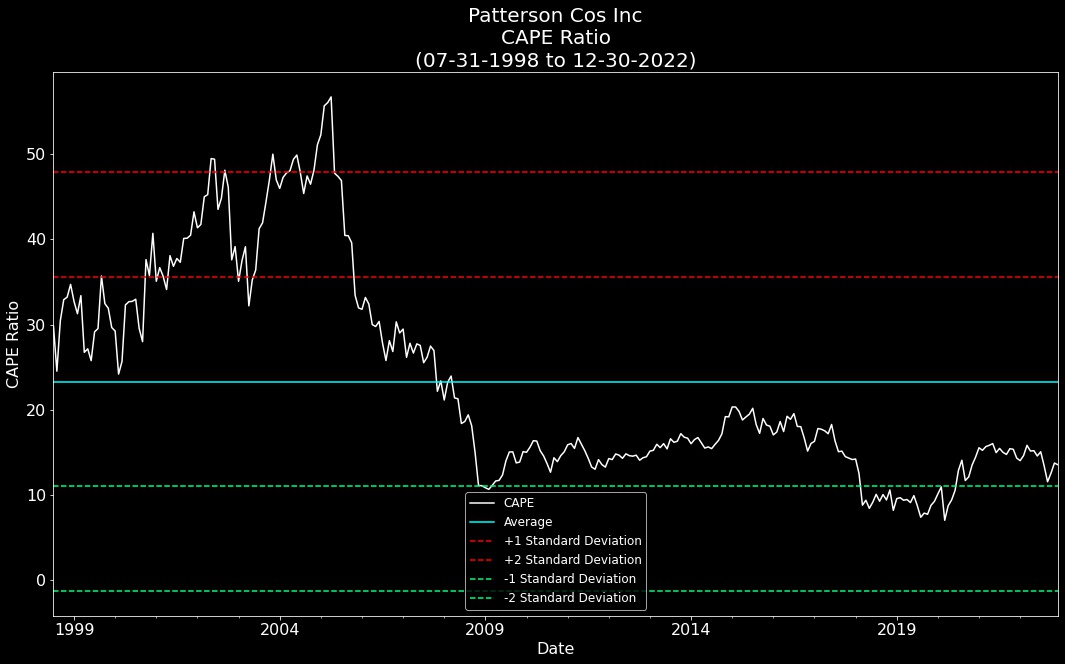 Patterson Cos Inc
CAPE Ratio
(07-31-1998 to 12-30-2022)
CAPE Ratio
50
40
30
20
10
0
CAPE
Average
+1 Standard Deviation
+2 Standard Deviation
-1 Standard Deviation
-2 Standard Deviation
1999 2004 2009 2014 2019
Date